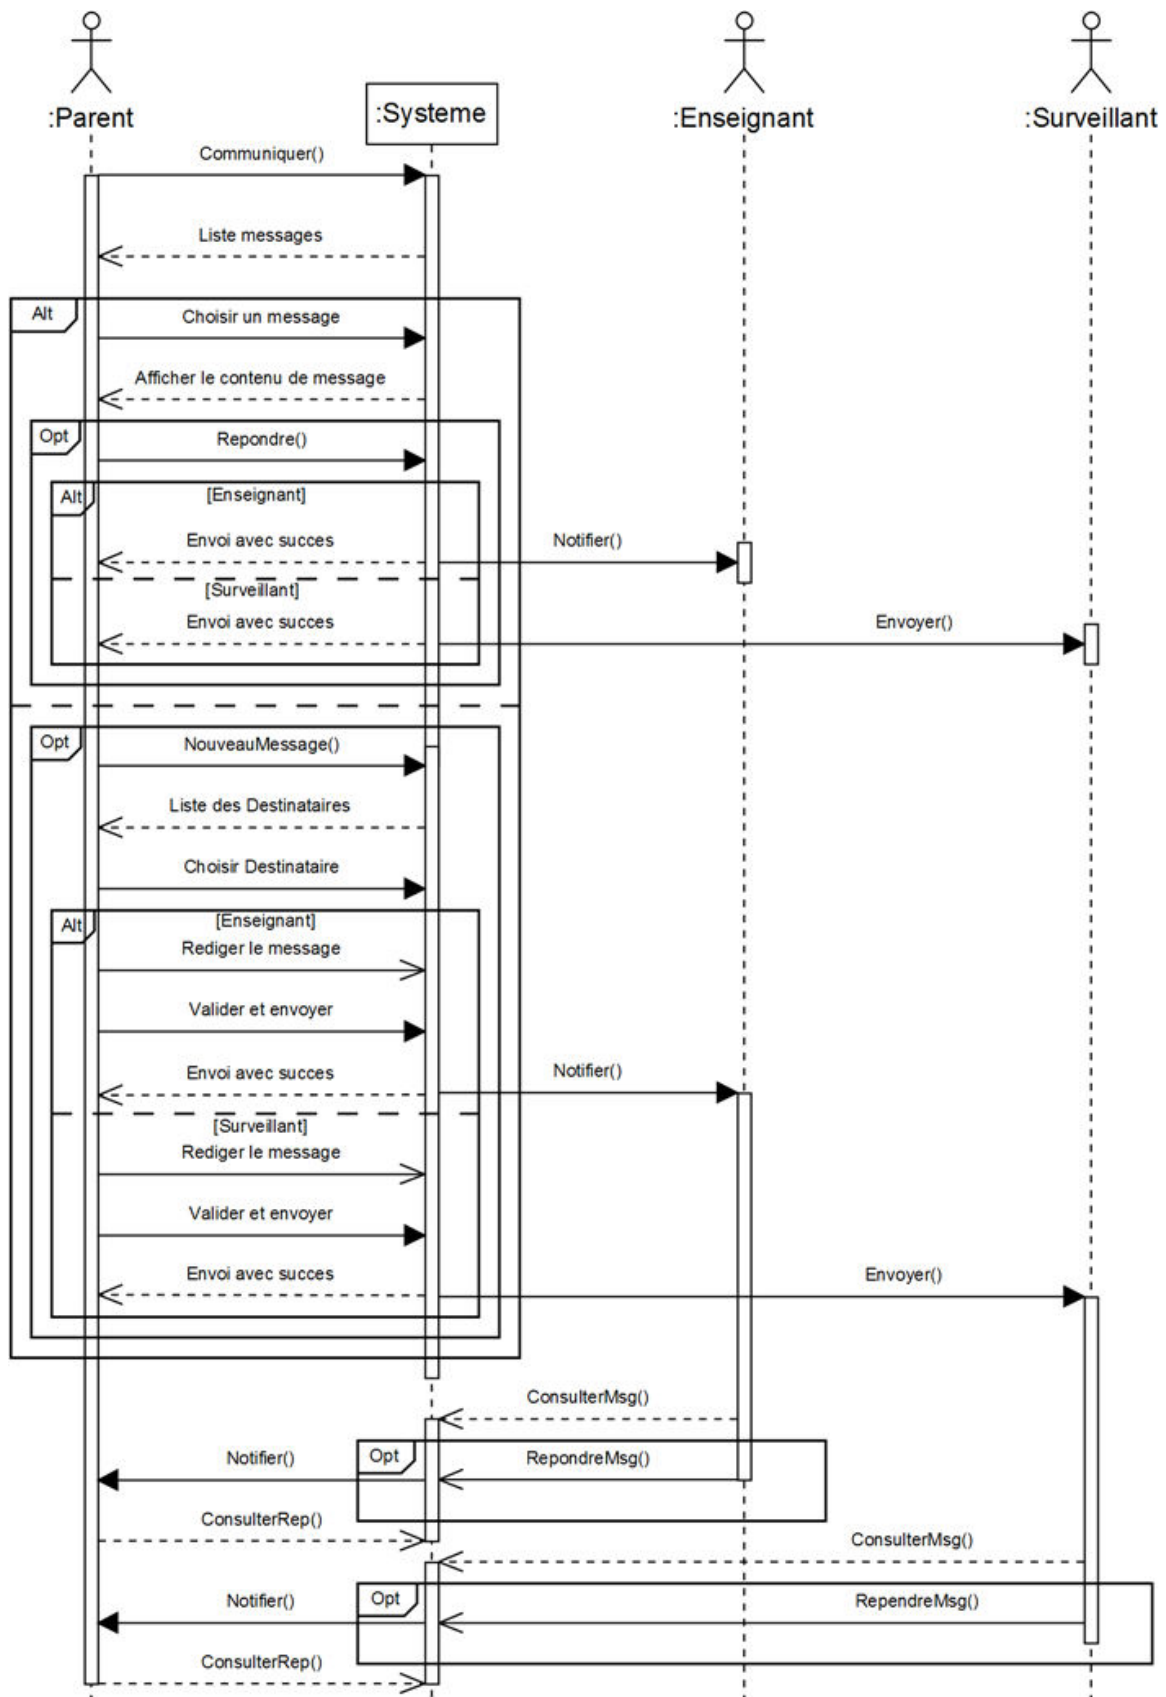 :Parent
:Systeme
:Enseignant
:Surveillant
Communiquer()
Liste messages
Alt
Choisir un message
Afficher le contenu de message
Opt
Repondre()
Alt
[Enseignant]
Envoi avec succes
Notifier()
[Surveillant]
Envoi avec succes
Envoyer()
Opt
NouveauMessage()
Liste des Destinataires
Choisir Destinataire
Alt
[Enseignant]
Rediger le message
Valider et envoyer
Envoi avec succes
Notifier()
[Surveillant]
Rediger le message
Valider et envoyer
Envoi avec succes
Envoyer()
ConsulterMsg()
Notifier()
Opt
RepondreMsg()
ConsulterRep()
ConsulterMsg()
Notifier()
Opt
RependreMsg()
ConsulterRep()